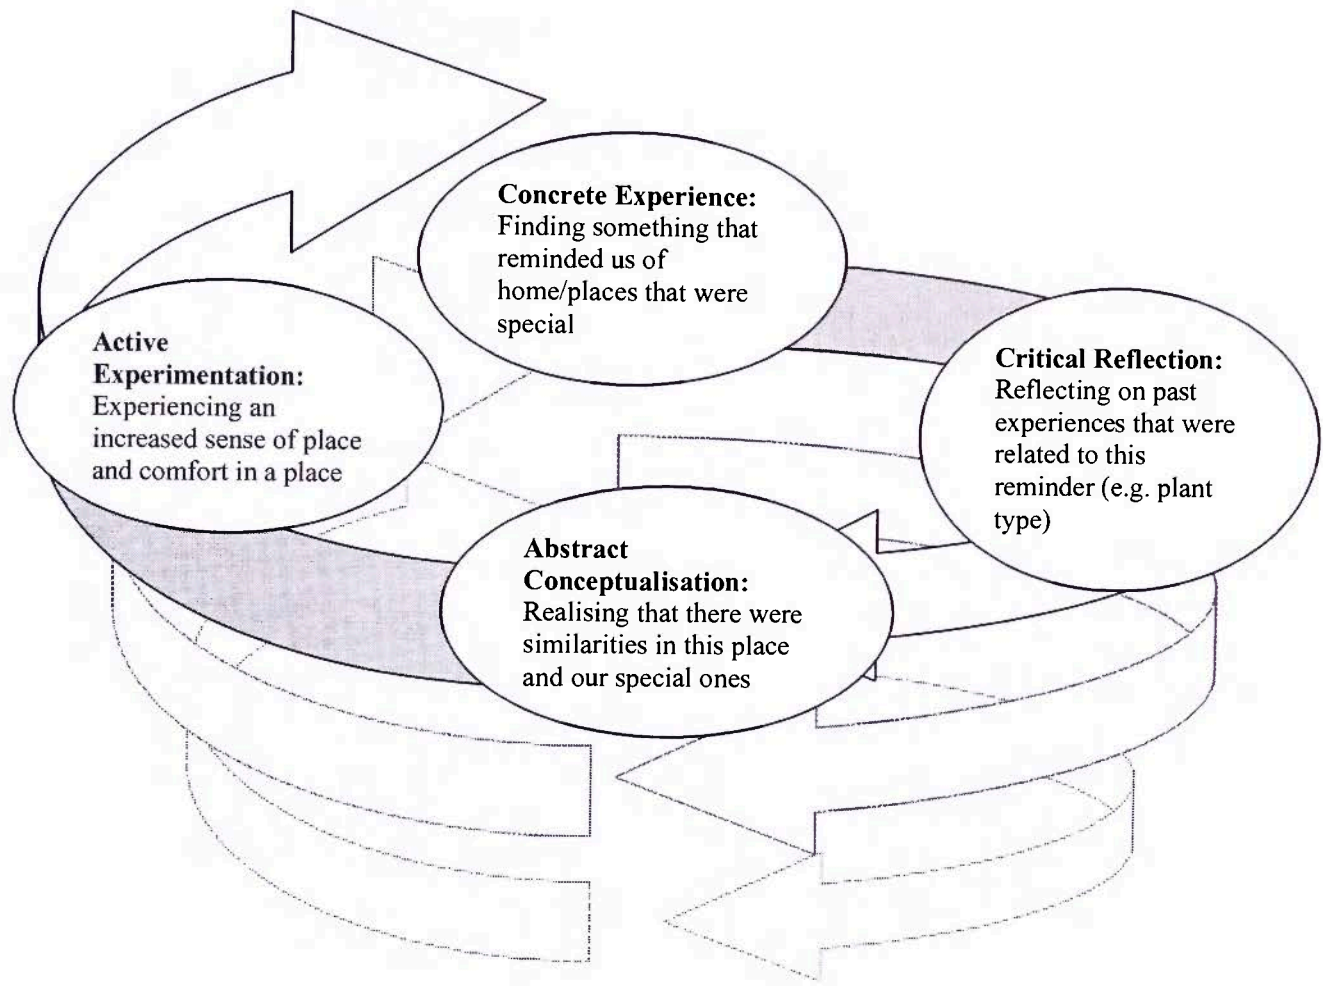 Concrete Experience:
Finding something that
reminded us of
home/places that were
special
Critical Reflection:
Reflecting on past
experiences that were
related to this
reminder (e.g. plant
type)
Abstract
Conceptualisation:
Realising that there were
similarities in this place
and our special ones
Active
Experimentation:
Experiencing an
increased sense of place
and comfort in a place